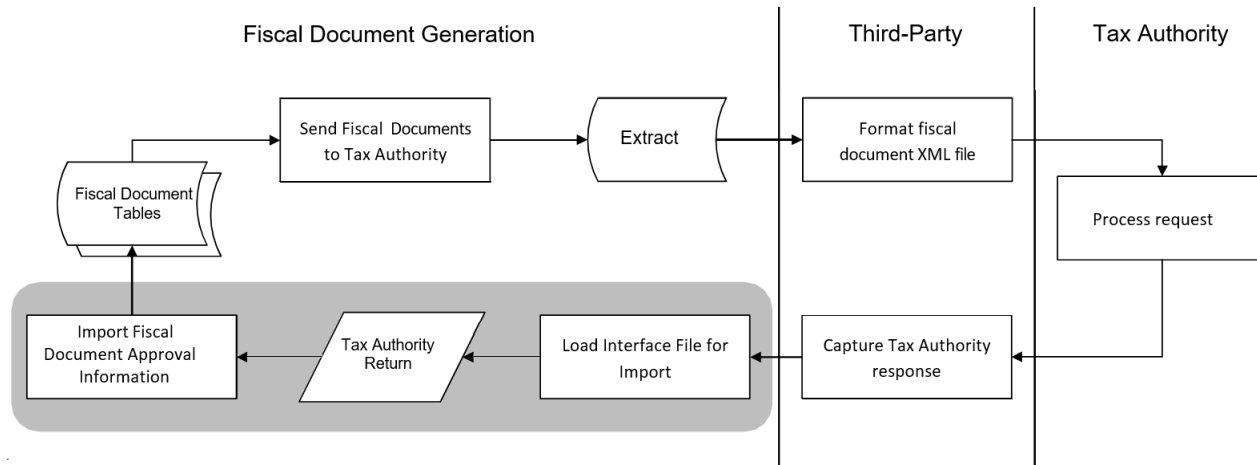 Fiscal Document Generation
Third-Party
Tax Authority
Send Fiscal Documents
to Tax Authority
Extract
Format fiscal
document XML file
Fiscal Document
Tables
Process request
Import Fiscal
Document Approval
Information
Tax Authority
Return
Load Interface File for
Import
Capture Tax Authority
response